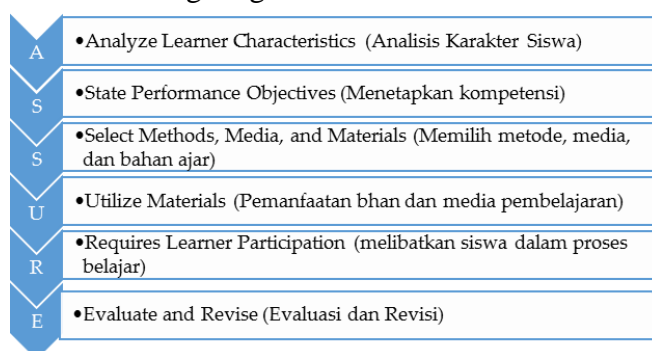 A
•Analyze Learner Characteristics (Analisis Karakter Siswa)
S
•State Performance Objectives (Menetapkan kompetensi)
S
•Select Methods, Media, and Materials (Memilih metode, media,
dan bahan ajar)
U
•Utilize Materials (Pemanfaatan bhan dan media pembelajaran)
R
•Requires Learner Participation (melibatkan siswa dalam proses
belajar)
E
•Evaluate and Revise (Evaluasi dan Revisi)